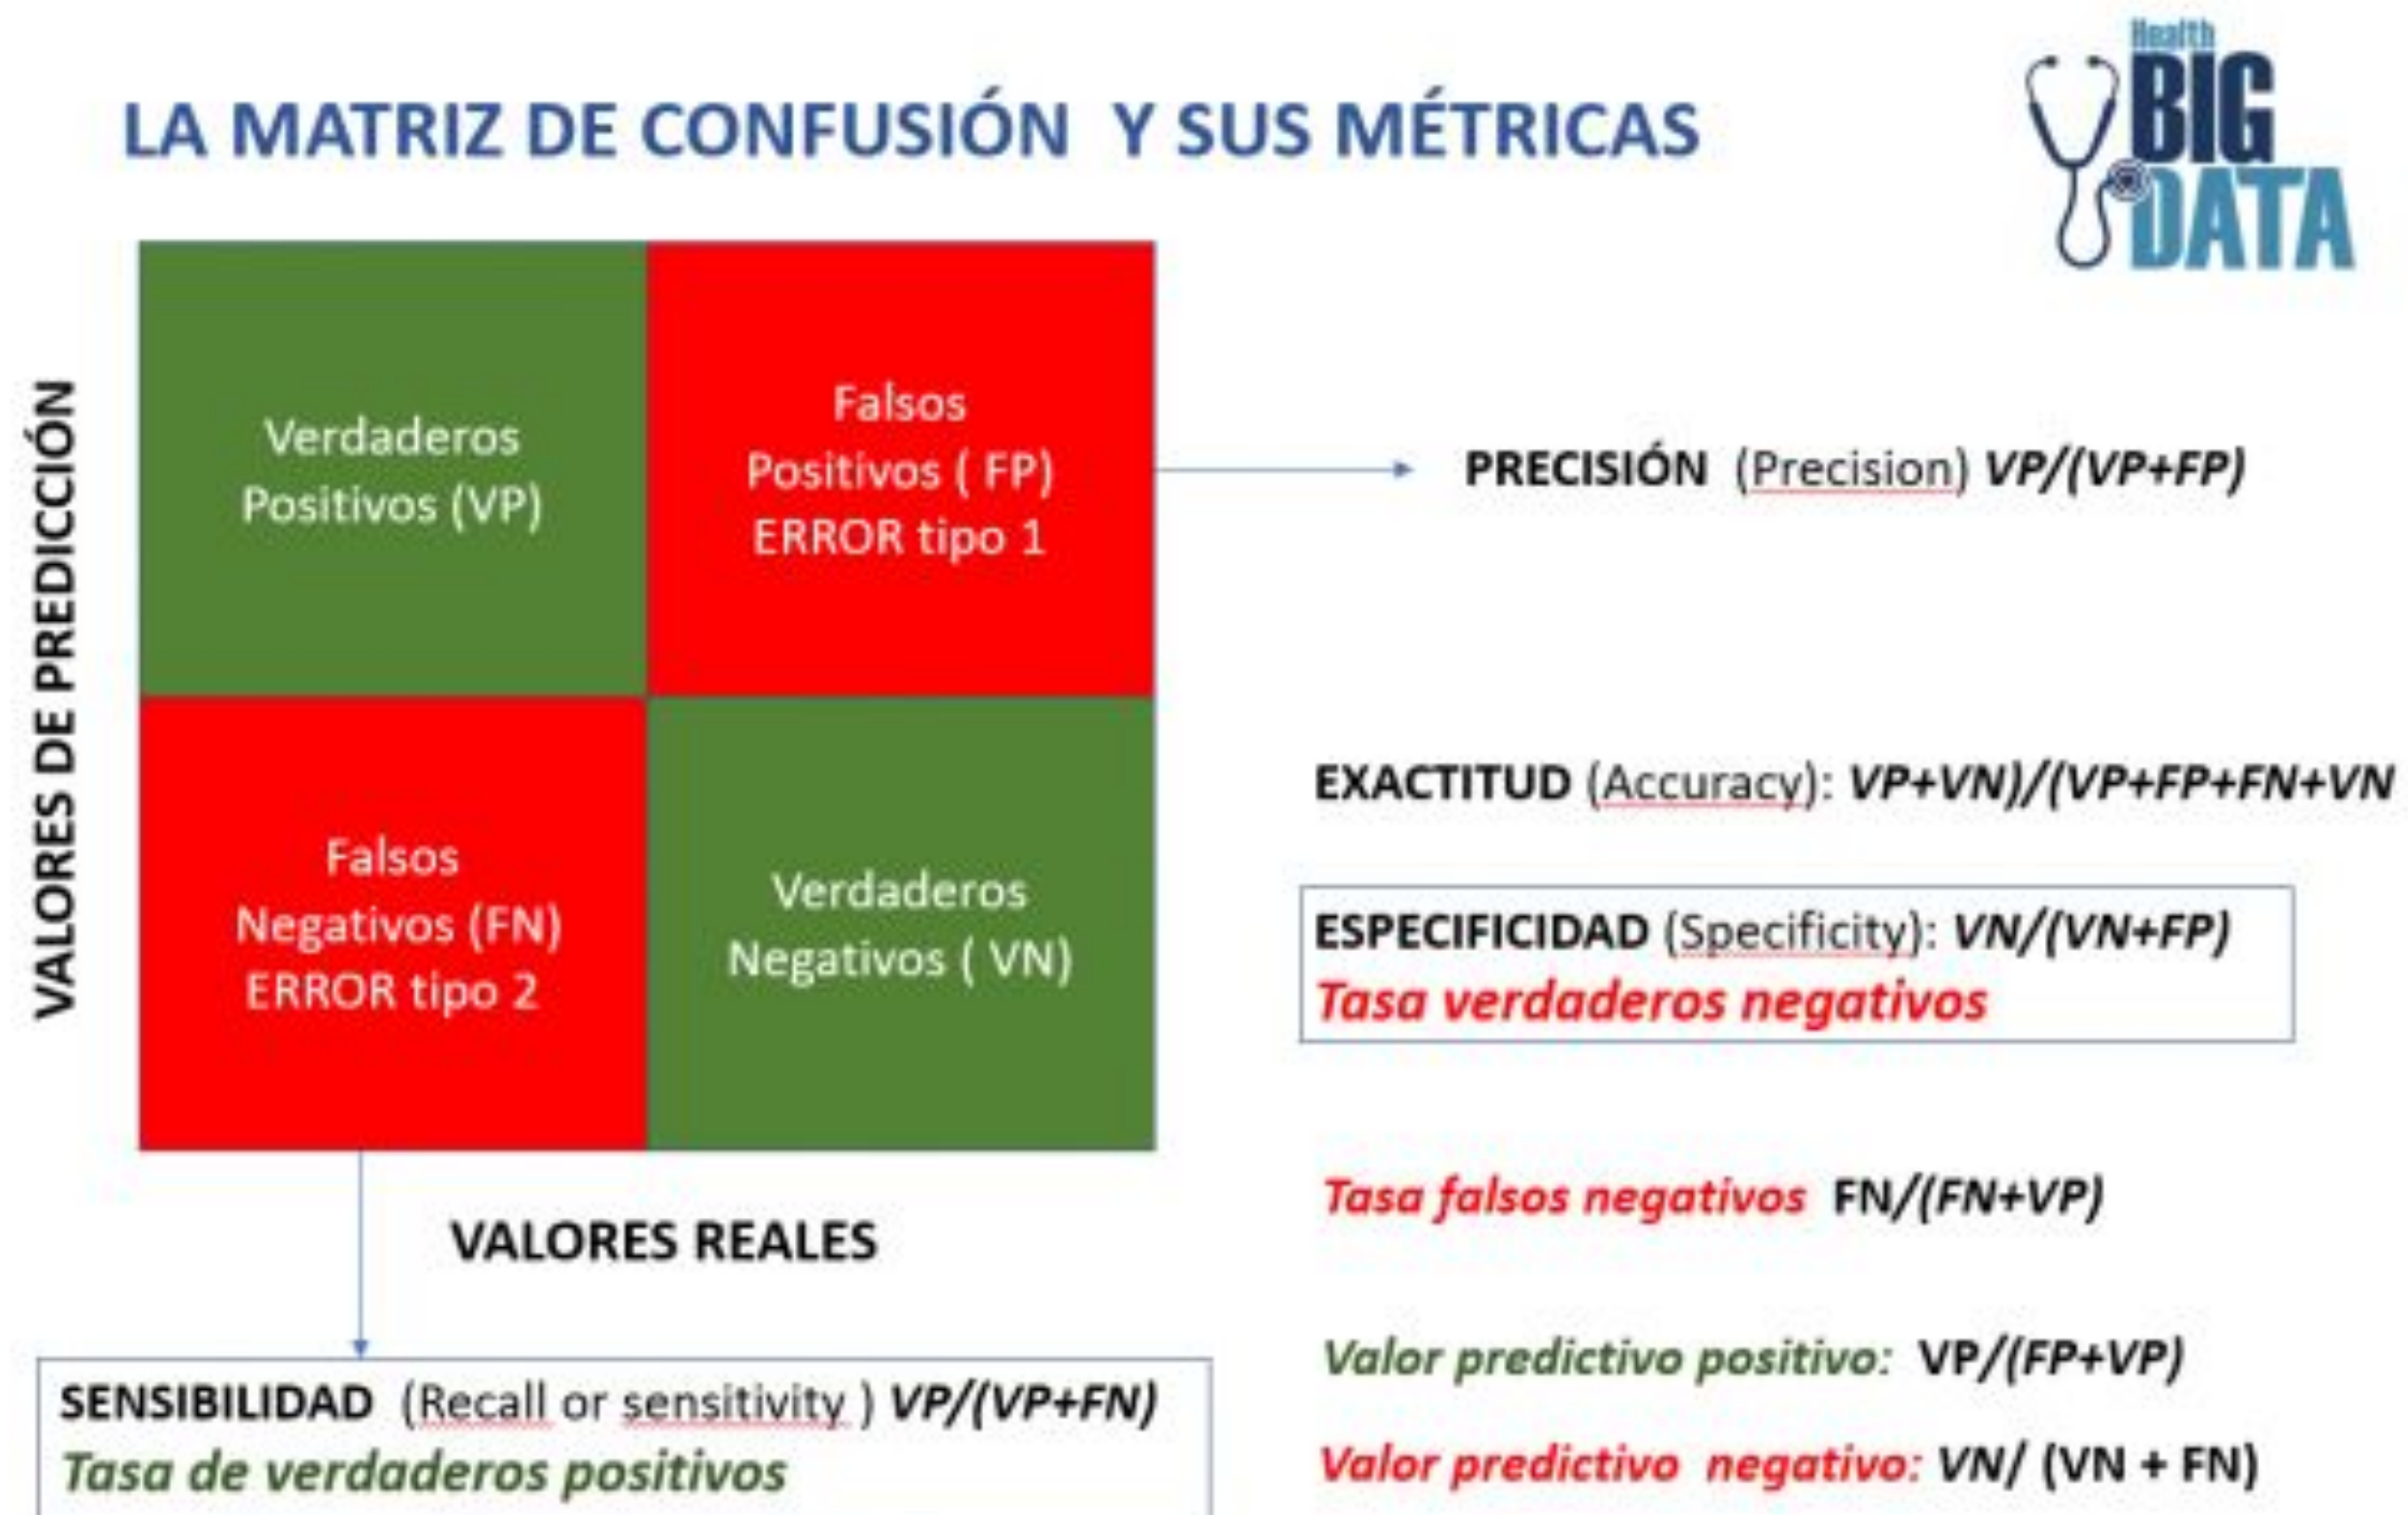 Health
BIG
DATA
LA MATRIZ DE CONFUSIÓN Y SUS MÉTRICAS
VALORES DE PREDICCIÓN
Verdaderos
Positivos (VP)
Falsos
Positivos ( FP)
ERROR tipo 1
PRECISIÓN (Precision) VP/(VP+FP)
Falsos
Negativos (FN)
ERROR tipo 2
Verdaderos
Negativos ( VN)
EXACTITUD (Accuracy): VP+VN)/(VP+FP+FN+VN
ESPECIFICIDAD (Specificity): VN/(VN+FP)
Tasa verdaderos negativos
Tasa falsos negativos FN/(FN+VP)
VALORES REALES
Valor predictivo positivo: VP/(FP+VP)
Valor predictivo negativo: VN/ (VN + FN)
SENSIBILIDAD (Recall or sensitivity ) VP/(VP+FN)
Tasa de verdaderos positivos